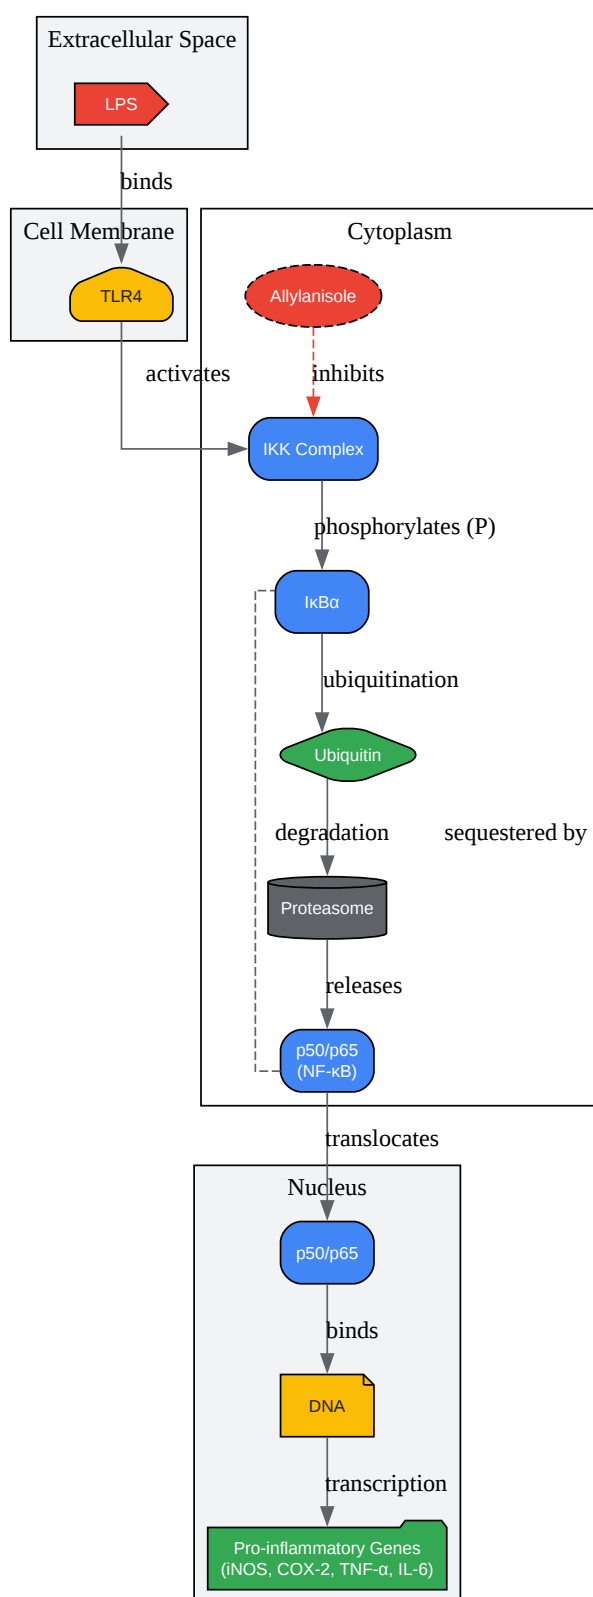 Extracellular Space
LPS
binds
Cell Membrane
Cytoplasm
TLR4
Allylanisole
activates
inhibits
IKK Complex
phosphorylates (P)
IκBα
ubiquitination
Ubiquitin
degradation
sequestered by
Proteasome
releases
p50/p65
(NF-κB)
translocates
Nucleus
p50/p65
binds
DNA
transcription
Pro-inflammatory Genes
(iNOS, COX-2, TNF-α, IL-6)